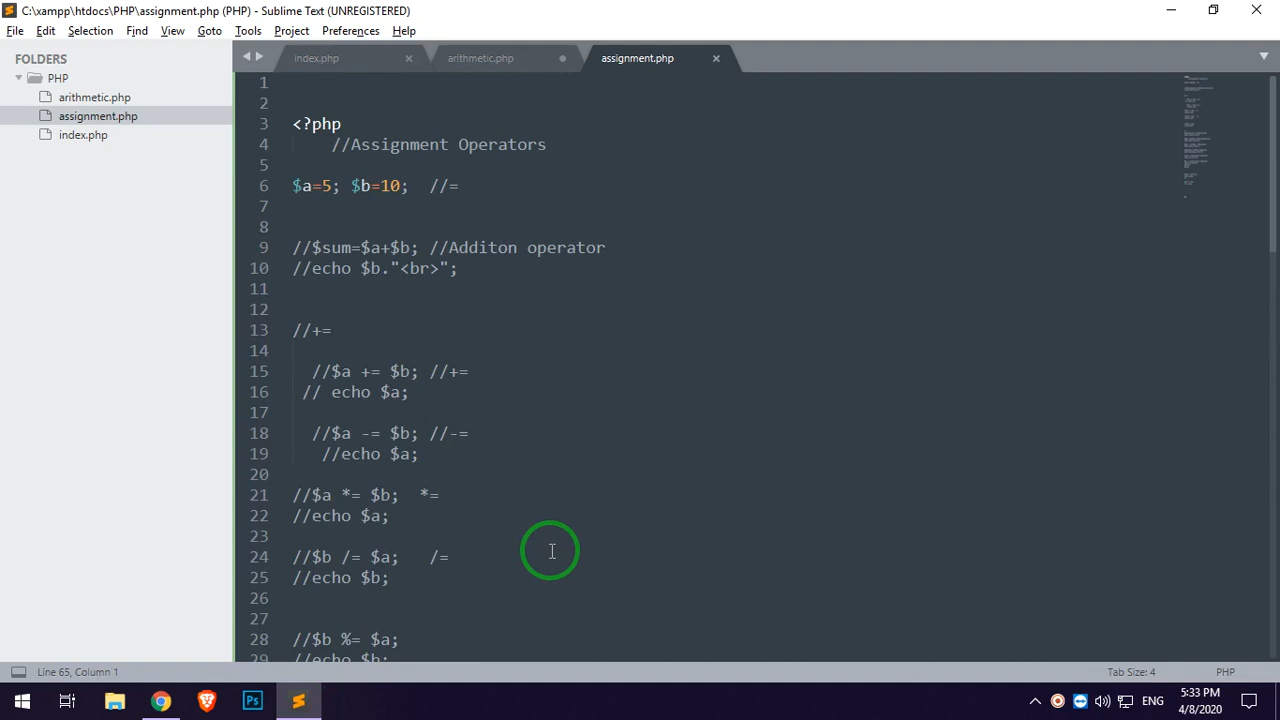 C:\xampp\htdocs\PHP\assignment.php (PHP) - Sublime Text (UNREGISTERED)
File Edit Selection Find View Goto Tools Project Preferences Help
FOLDERS
PHP
arithmetic.php
assignment.php
index.php
index.php arithmetic.php assignment.php
1
2
3 <?php
4 //Assignment Operators
5
6 $a=5; $b=10; //=
7
8
9 //$sum=$a+$b; //Additon operator
10 //echo $b."<br>";
11
12
13 //+=
14
15 //$a += $b; //+=
16 // echo $a;
17
18 //$a -= $b; //-=
19 //echo $a;
20
21 //$a *= $b; *=
22 //echo $a;
23
24 //$b /= $a; /=
25 //echo $b;
26
27
28 //$b %= $a;
29 //echo $b;
Line 65, Column 1 Tab Size: 4 PHP
Ps
ENG
5:33 PM
4/8/2020